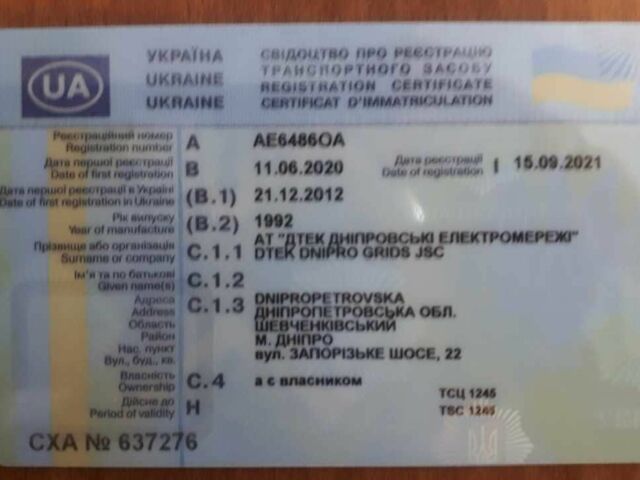 UA
УКРАЇНА
UKRAINE
UKRAINE
СВІДОЦТВО ПРО РЕЄСТРАЦІЮ
ТРАНСПОРТНОГО ЗАСОБУ
REGISTRATION CERTIFICATE
CERTIFICAT D'IMMATRICULATION
Реєстраційний номер
Registration number A AE6486OA
Дата першої реєстрації
Date of first registration B 11.06.2020
Дата реєстрації
Date of registration I 15.09.2021
Дата першої реєстрації в Україні
Date of first registration in Ukraine (B.1) 21.12.2012
Рік випуску
Year of manufacture (B.2) 1992
Прізвище або організація
Surname or company C.1.1 АТ "ДТЕК ДНІПРОВСЬКІ ЕЛЕКТРОМЕРЕЖІ"
DTEK DNIPRO GRIDS JSC
Ім'я та по батькові
Given name(s) C.1.2
Адреса
Address
Область
Район
Нас. пункт
Вул., буд., кв.
C.1.3 DNIPROPETROVSKA
ДНІПРОПЕТРОВСЬКА ОБЛ.
ШЕВЧЕНКІВСЬКИЙ
М. ДНІПРО
вул. ЗАПОРІЗЬКЕ ШОСЕ, 22
Власність
Ownership C.4 а є власником
Дійсне до
Period of validity H
ТСЦ 1245
TSC 1245
СХА № 637276